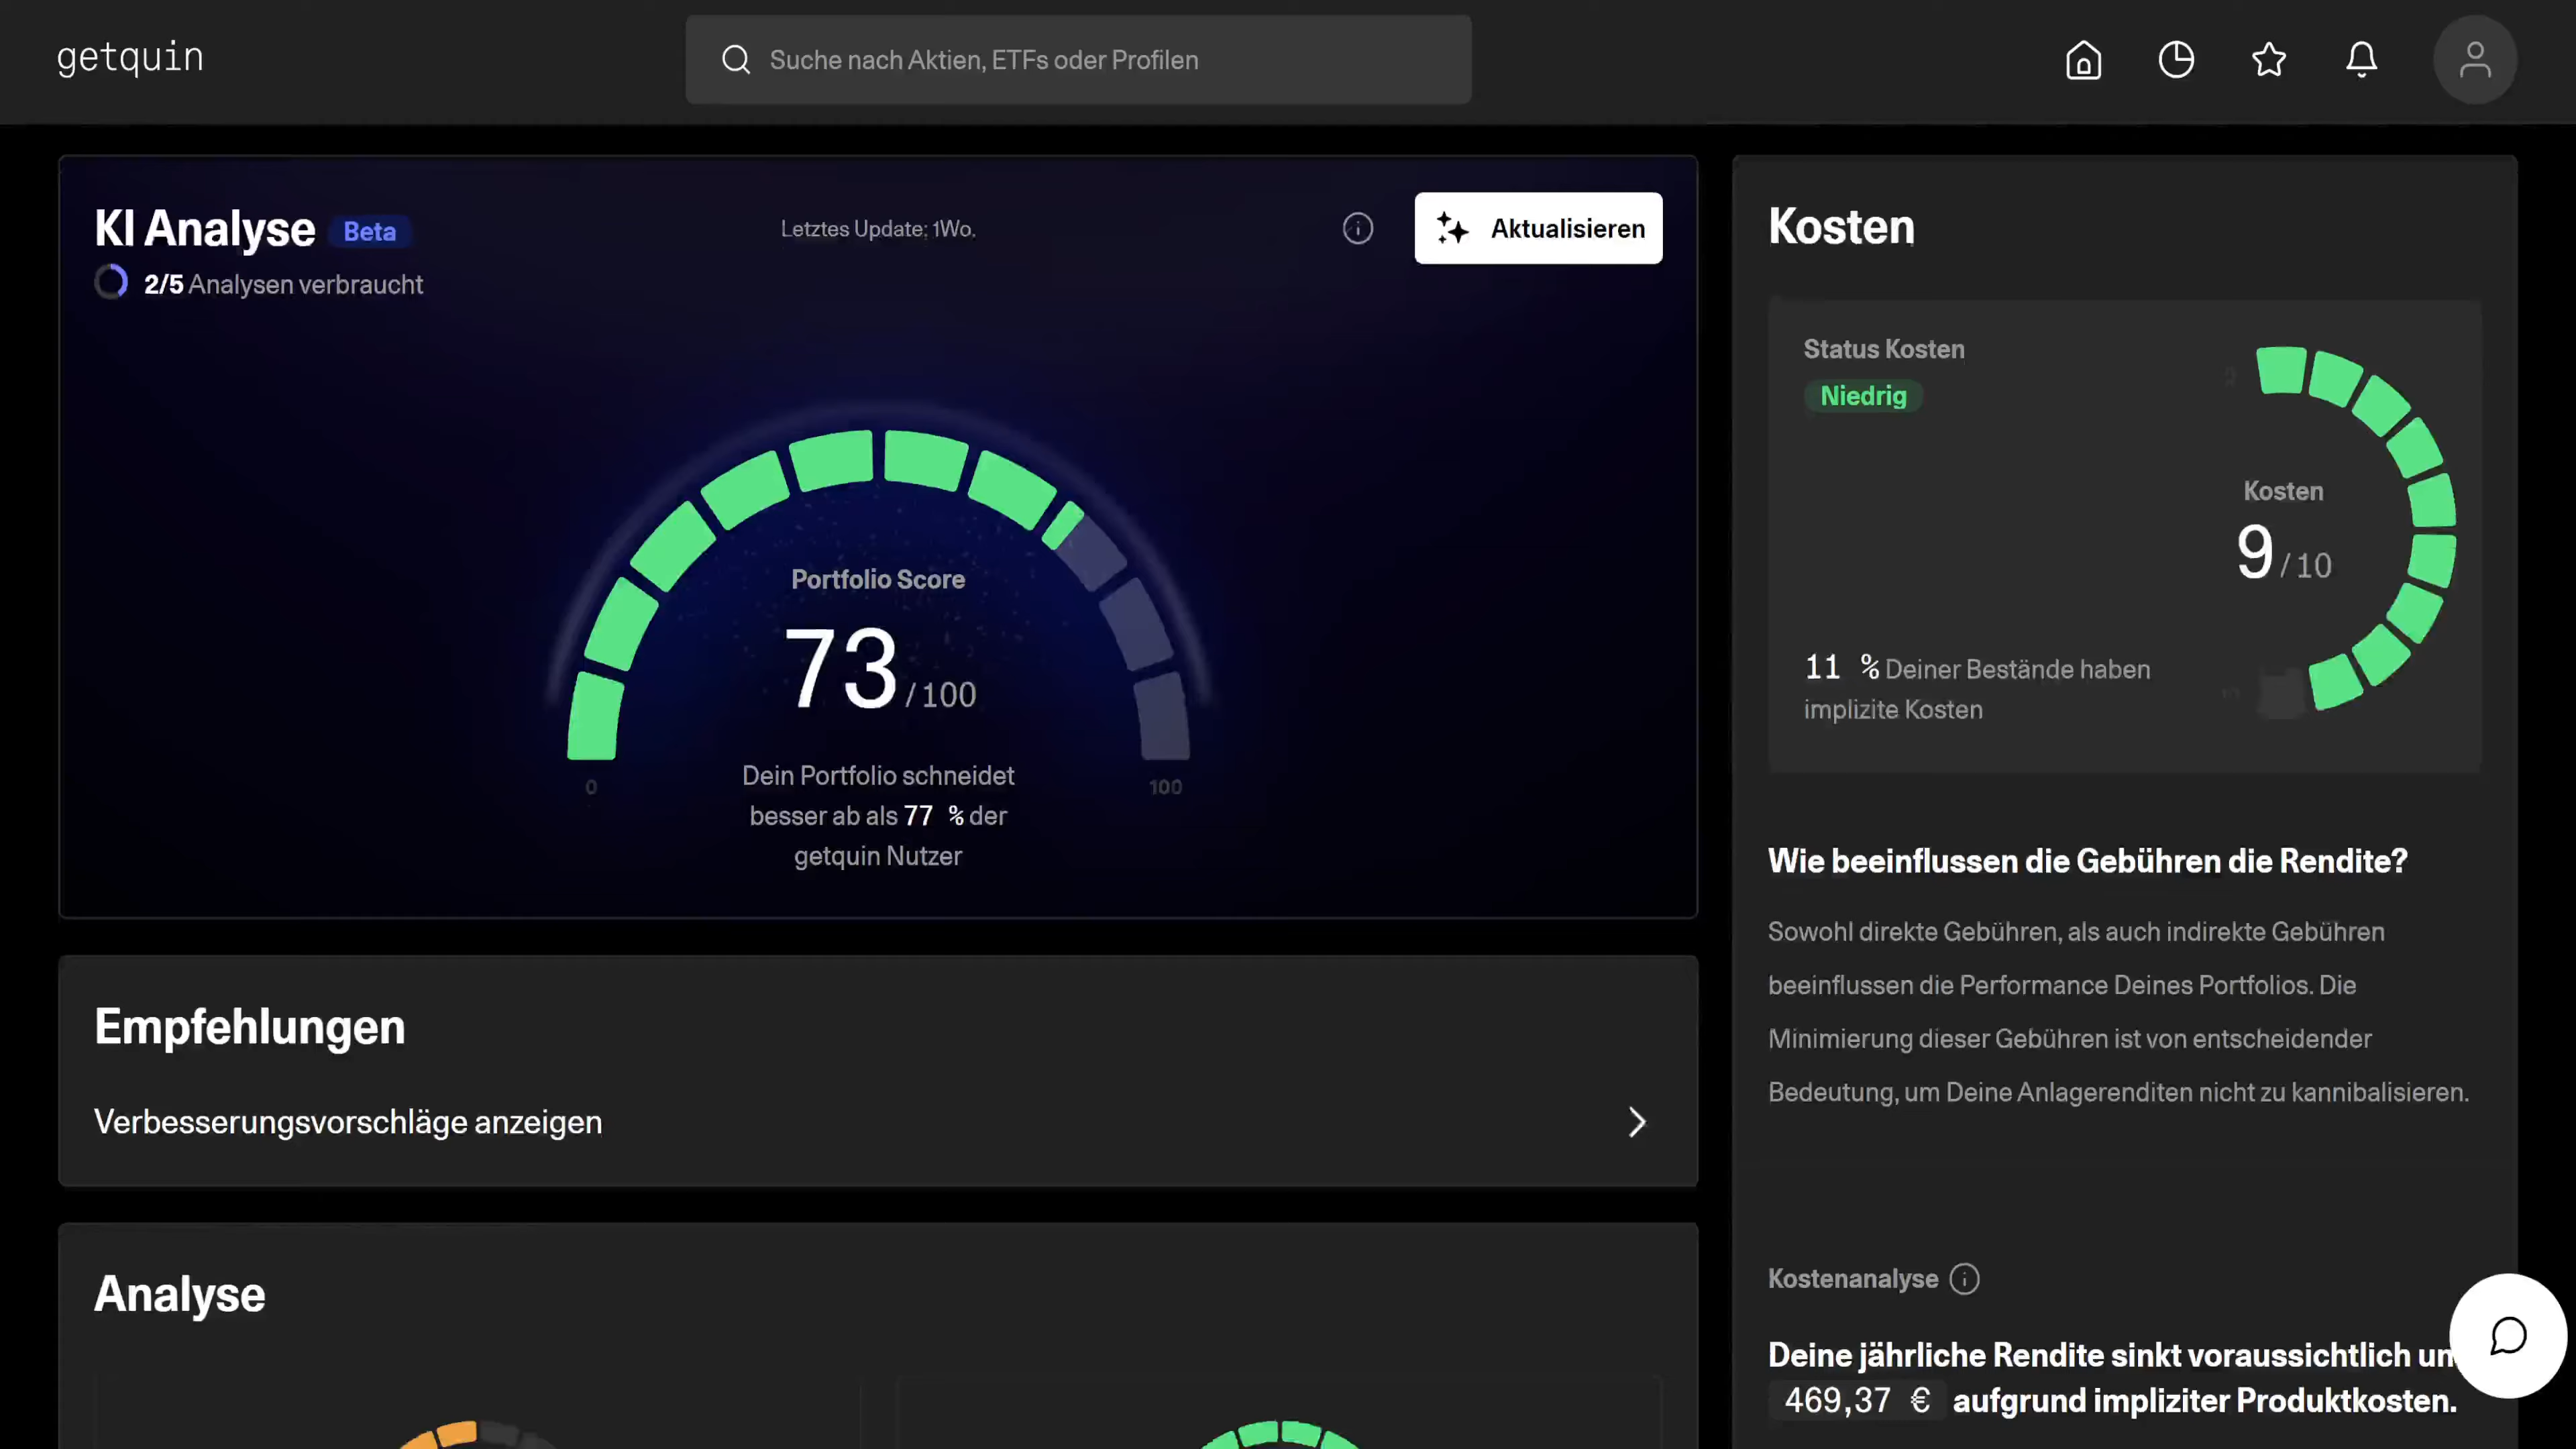 getquin
Suche nach Aktien, ETFs oder Profilen
KI Analyse Beta
2/5 Analysen verbraucht
Letztes Update: 1Wo.
Aktualisieren
Portfolio Score
73 / 100
0
100
Dein Portfolio schneidet
besser ab als 77 % der
getquin Nutzer
Empfehlungen
Verbesserungsvorschläge anzeigen
Analyse
Kosten
Status Kosten
Niedrig
Kosten
9 / 10
11 % Deiner Bestände haben
implizite Kosten
Wie beeinflussen die Gebühren die Rendite?
Sowohl direkte Gebühren, als auch indirekte Gebühren
beeinflussen die Performance Deines Portfolios. Die
Minimierung dieser Gebühren ist von entscheidender
Bedeutung, um Deine Anlagerenditen nicht zu kannibalisieren.
Kostenanalyse
Deine jährliche Rendite sinkt voraussichtlich
469,37 € aufgrund impliziter Produktkosten.